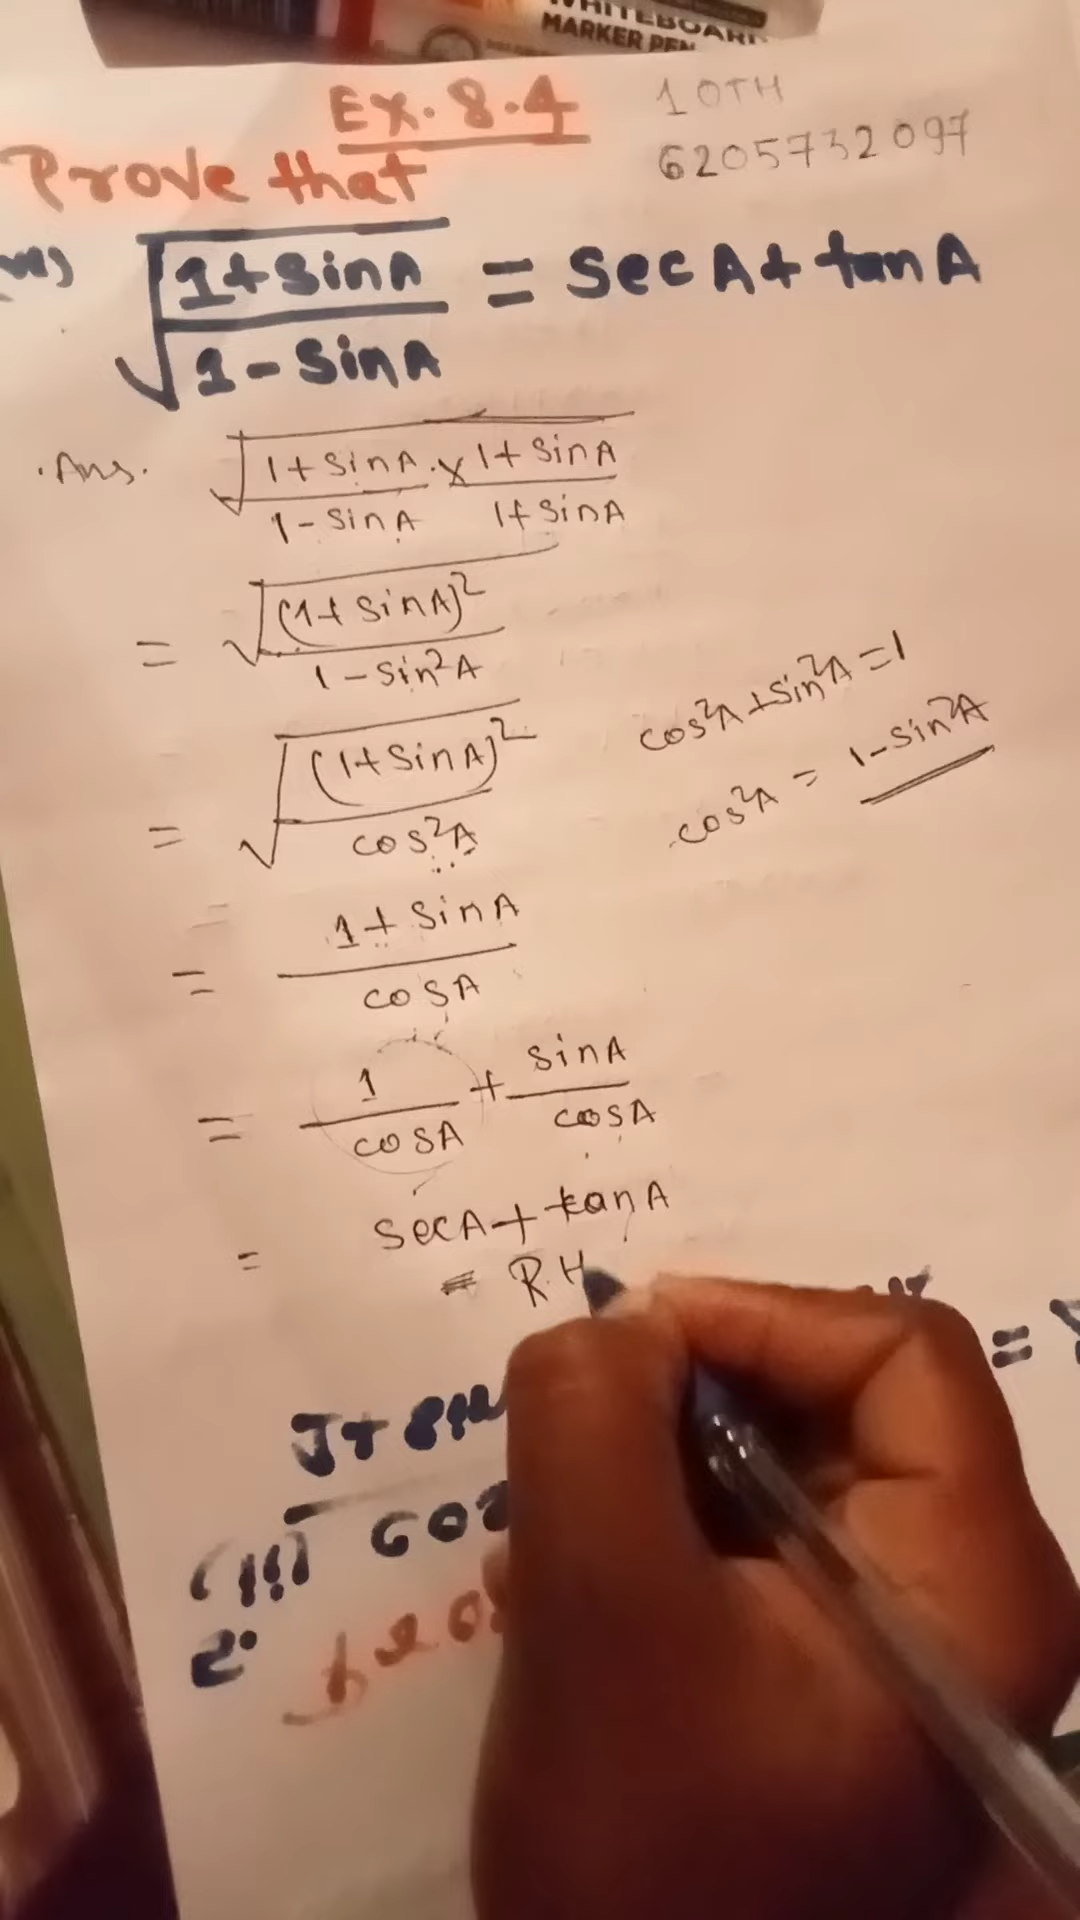 WHITEBOARD
MARKER PEN
Ex. 8.4
10TH
6205732097
Prove that
√(1+sinA / 1-sinA) = secA + tanA
Ans. √(1+sinA / 1-sinA × 1+sinA / 1+sinA)
= √((1+sinA)² / 1-sin²A)
cos²A+sin²A=1
cos²A = 1-sin²A
= √((1+sinA)² / cos²A)
= 1+sinA / cosA
= 1 / cosA + sinA / cosA
= secA + tanA
= R.H